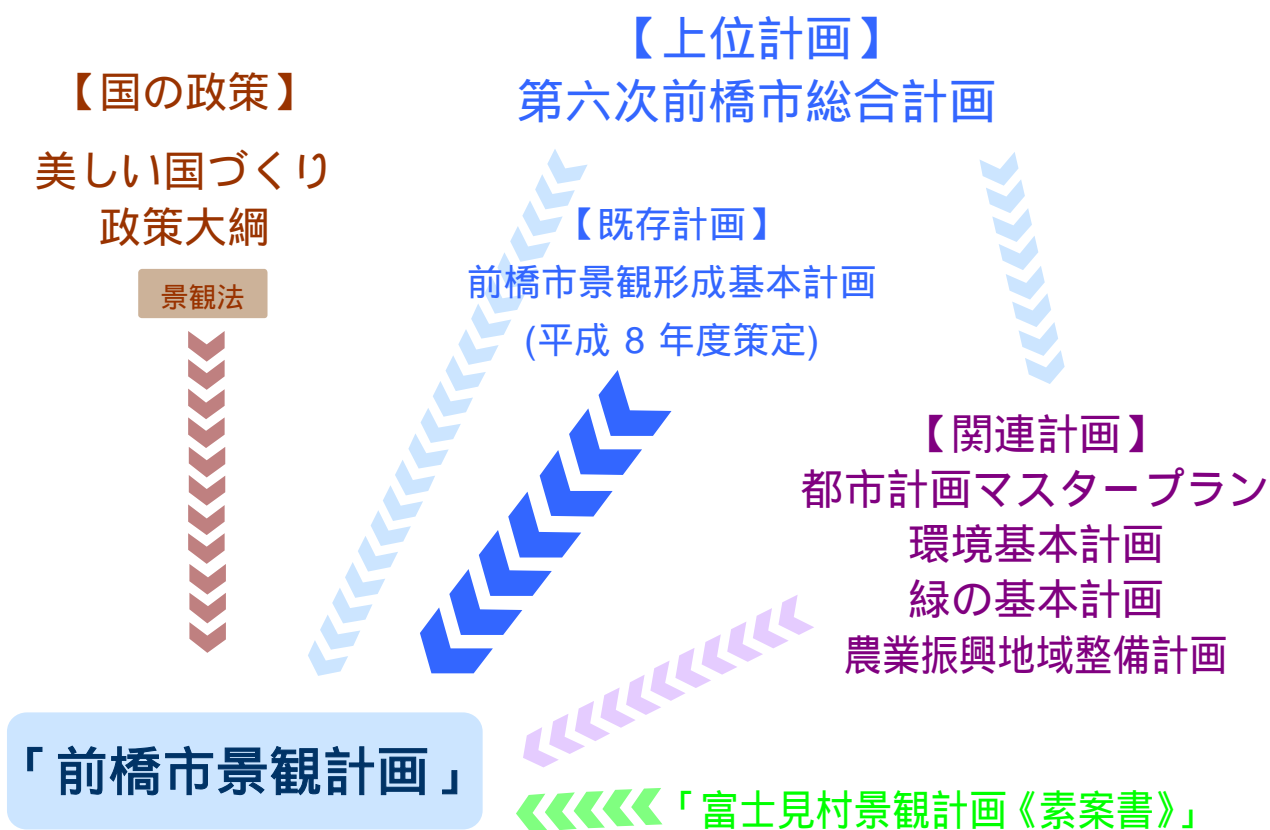 【国の政策】
美しい国づくり
政策大綱
景観法
【上位計画】
第六次前橋市総合計画
【既存計画】
前橋市景観形成基本計画
(平成 8 年度策定)
【関連計画】
都市計画マスタープラン
環境基本計画
緑の基本計画
農業振興地域整備計画
「前橋市景観計画」
「富士見村景観計画《素案書》」